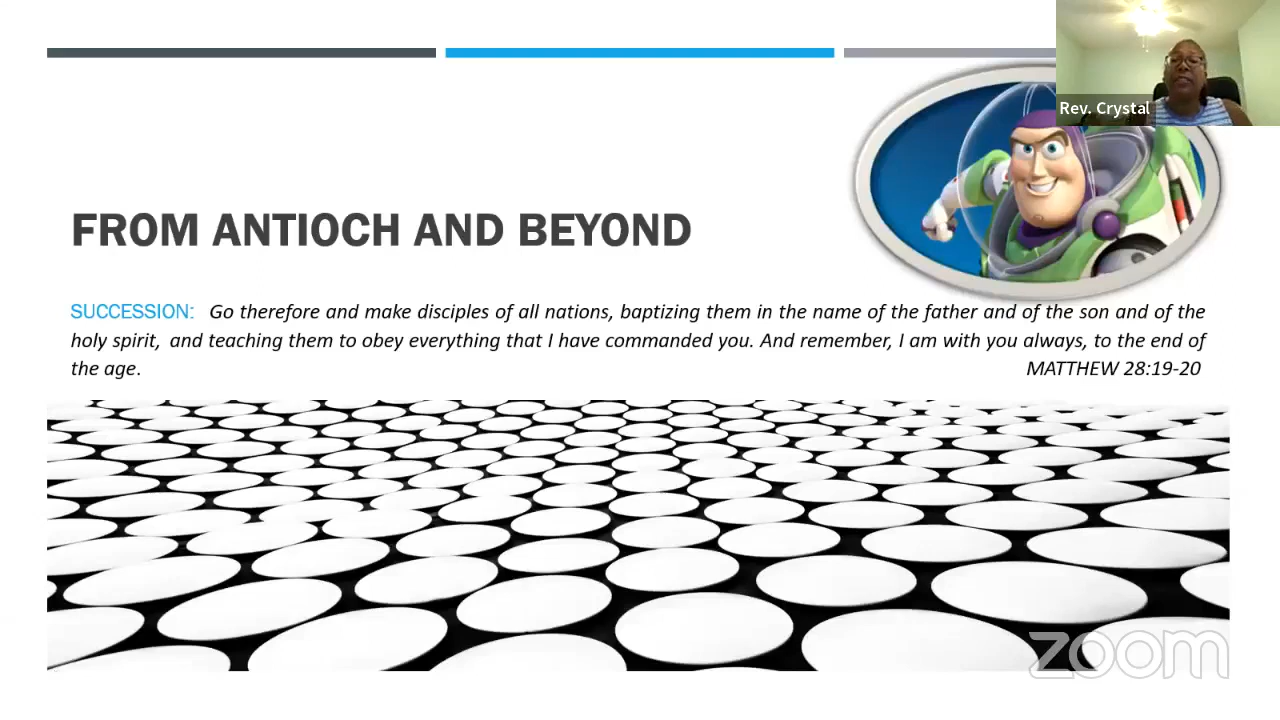 Rev. Crystal
FROM ANTIOCH AND BEYOND
SUCCESSION: Go therefore and make disciples of all nations, baptizing them in the name of the father and of the son and of the
holy spirit, and teaching them to obey everything that I have commanded you. And remember, I am with you always, to the end of
the age. MATTHEW 28:19-20
zoom